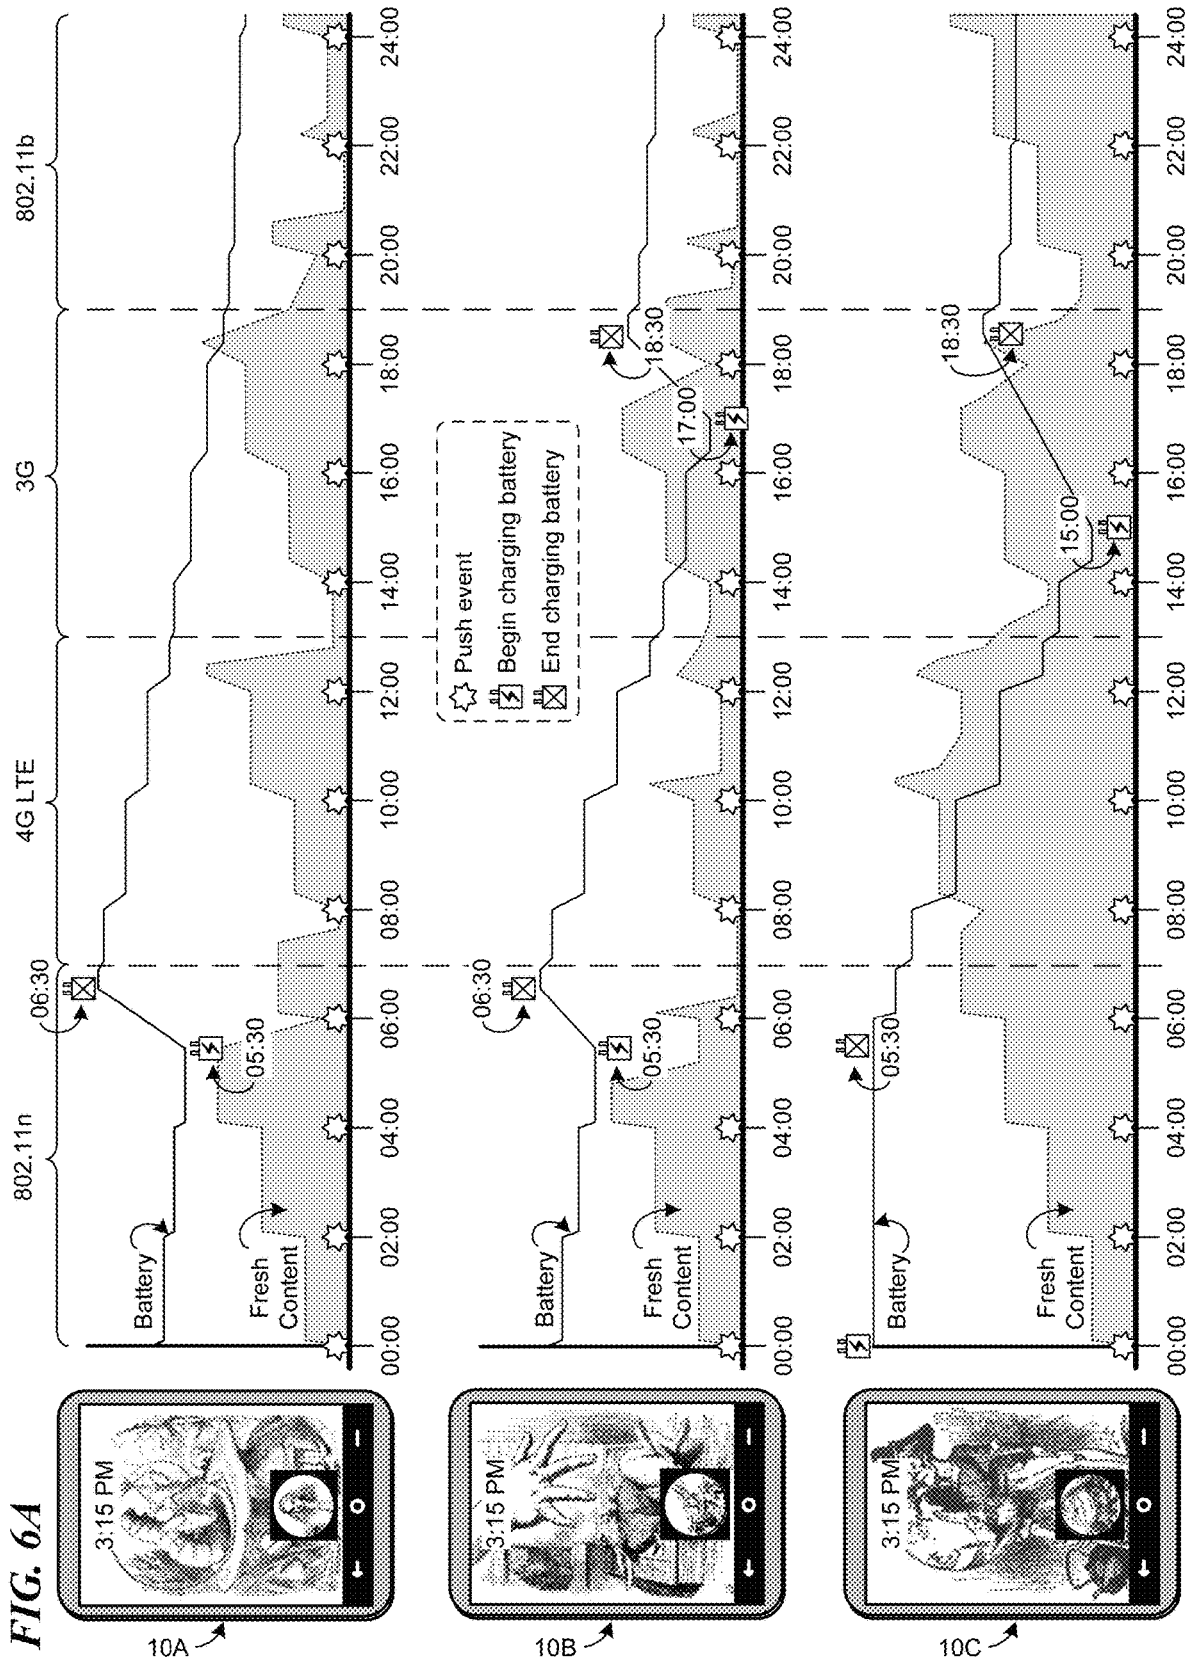 FIG. 6A
802.11n
4G LTE
3G
802.11b
10A
3:15 PM
Battery
Fresh
Content
05:30
06:30
00:00 02:00 04:00 06:00 08:00 10:00 12:00 14:00 16:00 18:00 20:00 22:00 24:00
10B
3:15 PM
Battery
Fresh
Content
05:30
06:30
Push event
Begin charging battery
End charging battery
17:00
18:30
00:00 02:00 04:00 06:00 08:00 10:00 12:00 14:00 16:00 18:00 20:00 22:00 24:00
10C
3:15 PM
Battery
Fresh
Content
05:30
15:00
18:30
00:00 02:00 04:00 06:00 08:00 10:00 12:00 14:00 16:00 18:00 20:00 22:00 24:00